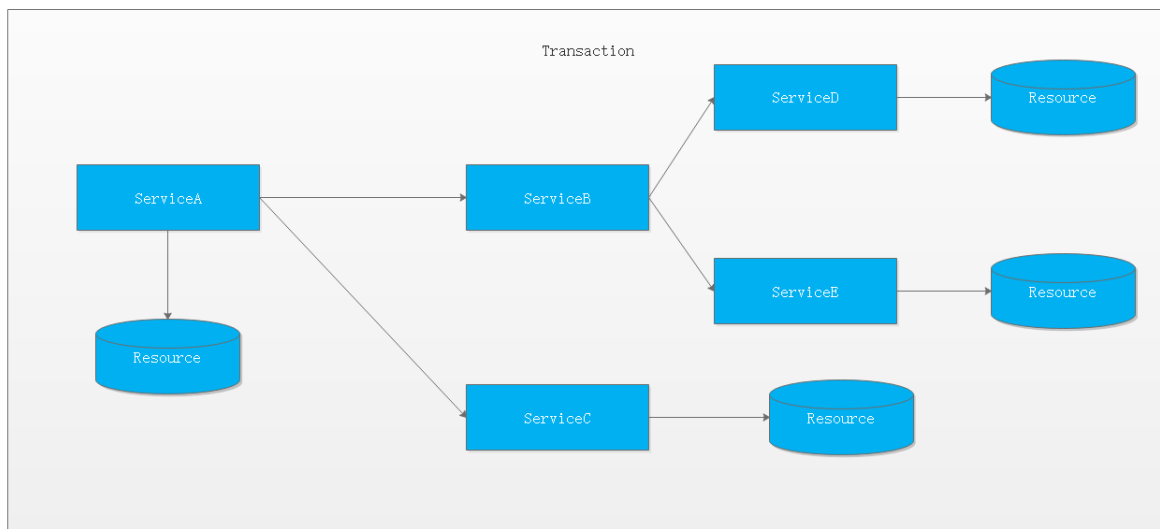 Transaction
ServiceD
Resource
ServiceA
ServiceB
ServiceE
Resource
Resource
ServiceC
Resource